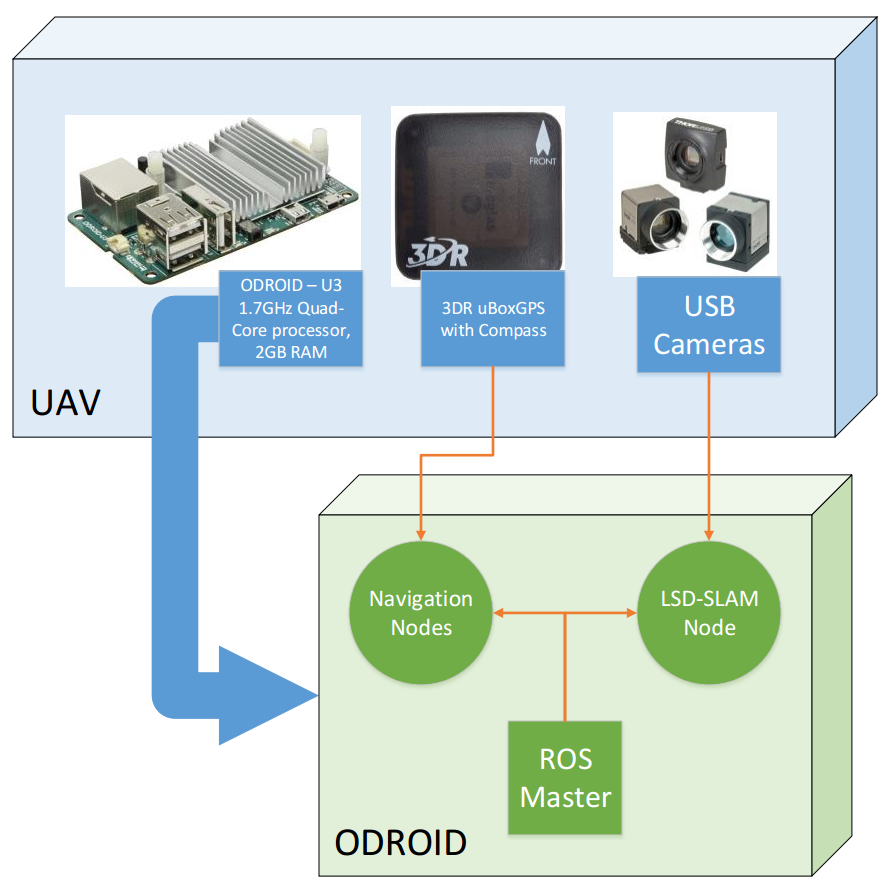 FRONT
3DR
ODROID – U3
1.7GHz Quad-
Core processor,
2GB RAM
3DR uBoxGPS
with Compass
USB
Cameras
UAV
Navigation
Nodes
LSD-SLAM
Node
ROS
Master
ODROID